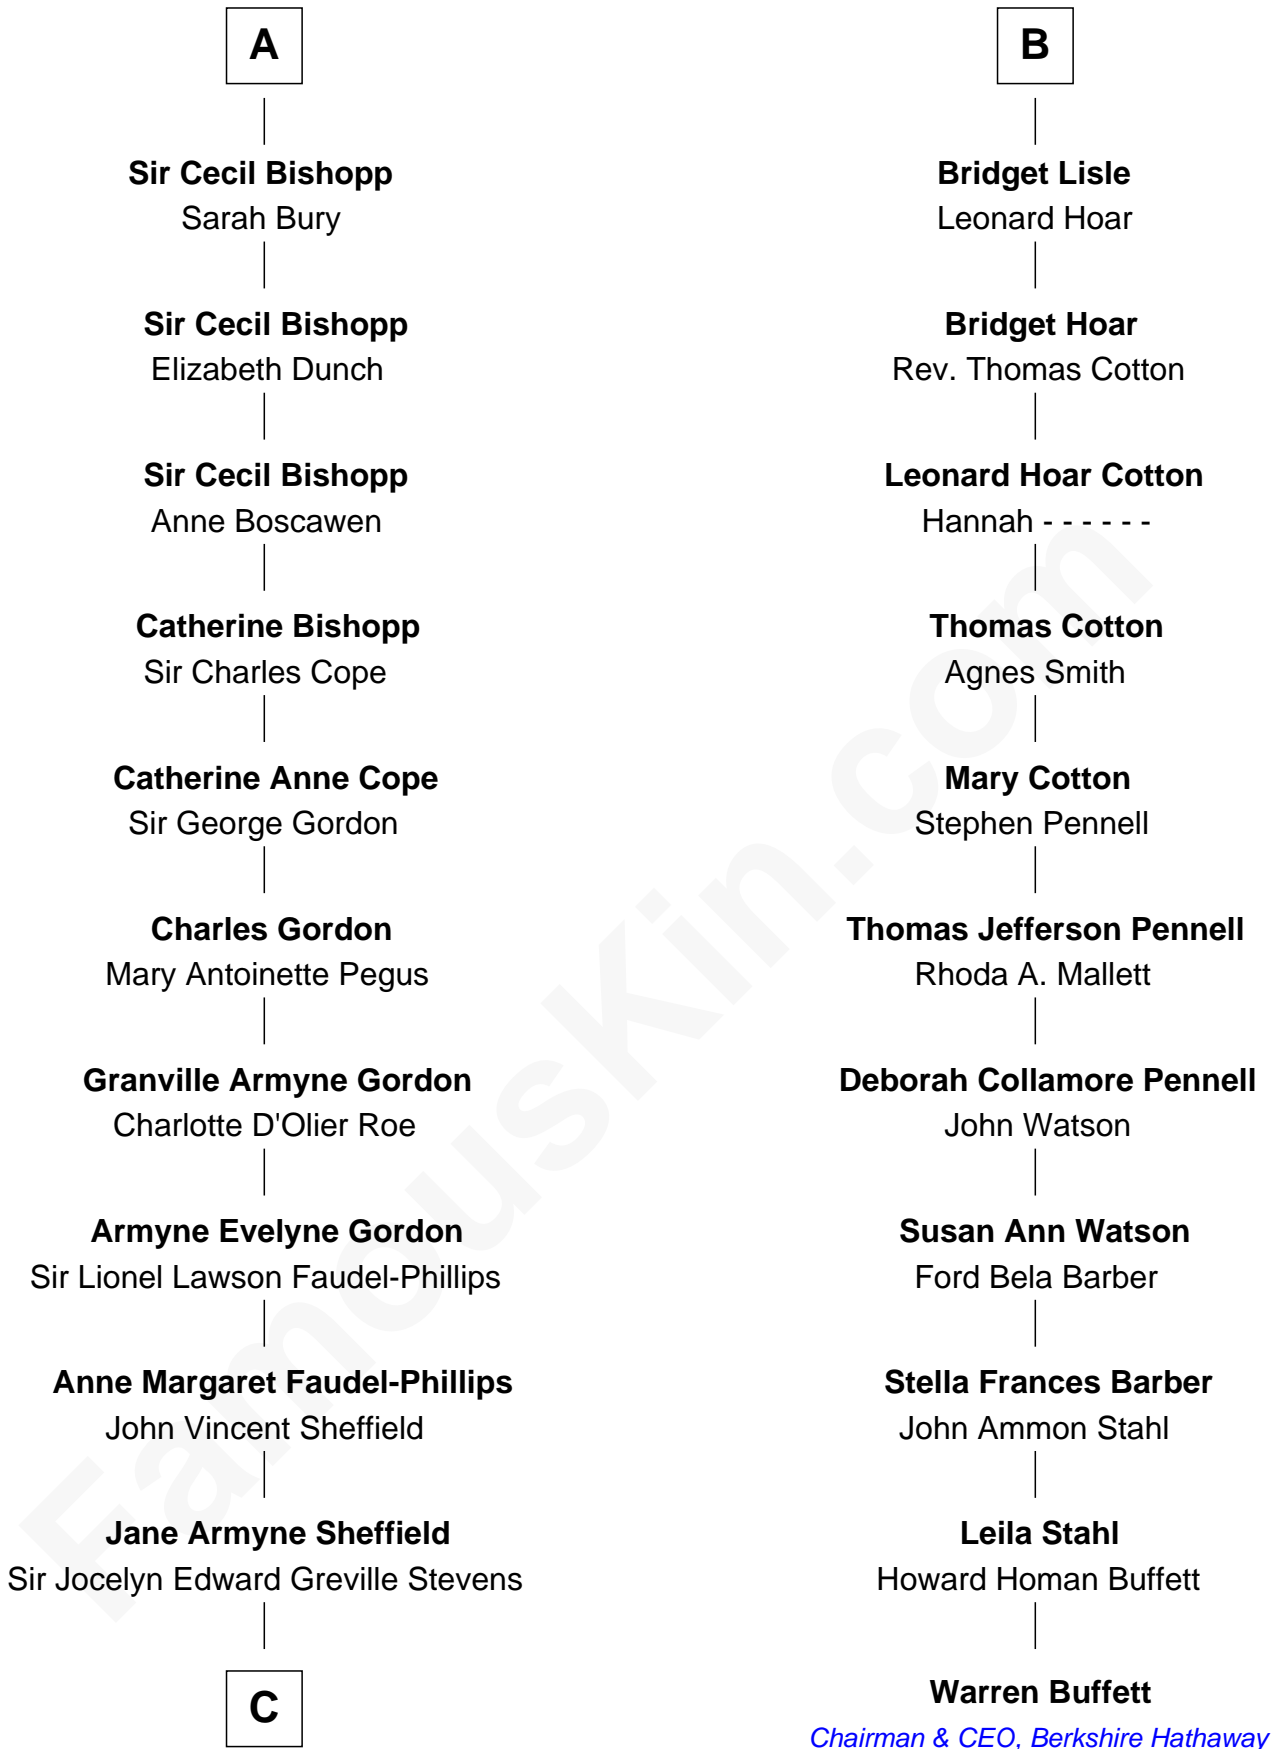 A
Sir Cecil Bishopp
Sarah Bury
Sir Cecil Bishopp
Elizabeth Dunch
Sir Cecil Bishopp
Anne Boscawen
Catherine Bishopp
Sir Charles Cope
Catherine Anne Cope
Sir George Gordon
Charles Gordon
Mary Antoinette Pegus
Granville Armyne Gordon
Charlotte D'Olier Roe
Armyne Evelyne Gordon
Sir Lionel Lawson Faudel-Phillips
Anne Margaret Faudel-Phillips
John Vincent Sheffield
Jane Armyne Sheffield
Sir Jocelyn Edward Greville Stevens
C
B
Bridget Lisle
Leonard Hoar
Bridget Hoar
Rev. Thomas Cotton
Leonard Hoar Cotton
Hannah - - - - - -
Thomas Cotton
Agnes Smith
Mary Cotton
Stephen Pennell
Thomas Jefferson Pennell
Rhoda A. Mallett
Deborah Collamore Pennell
John Watson
Susan Ann Watson
Ford Bela Barber
Stella Frances Barber
John Ammon Stahl
Leila Stahl
Howard Homan Buffett
Warren Buffett
Chairman & CEO, Berkshire Hathaway
FamousKin.com